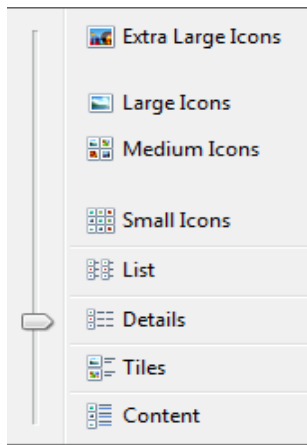 Extra Large Icons
Large Icons
Medium Icons
Small Icons
List
Details
Tiles
Content